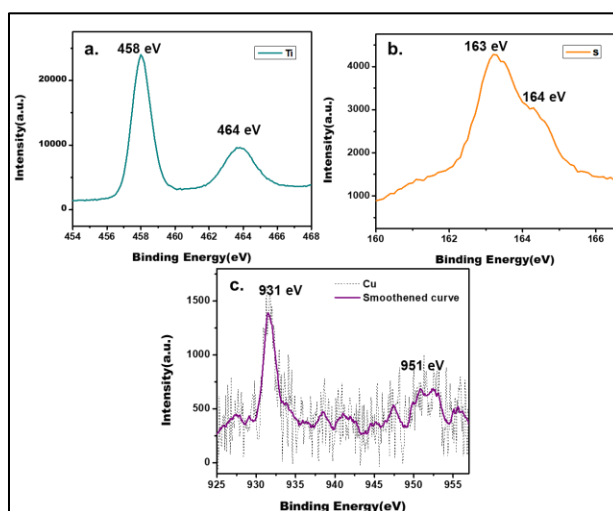 a.
458 eV
Ti
464 eV
20000
10000
0
Intensity(a.u.)
454 456 458 460 462 464 466 468
Binding Energy(eV)
b.
163 eV
s
164 eV
4000
3000
2000
1000
Intensity(a.u.)
160 162 164 166
Binding Energy(eV)
c.
931 eV
Cu
Smoothened curve
951 eV
1500
1000
500
0
Intensity(a.u.)
925 930 935 940 945 950 955
Binding Energy(eV)